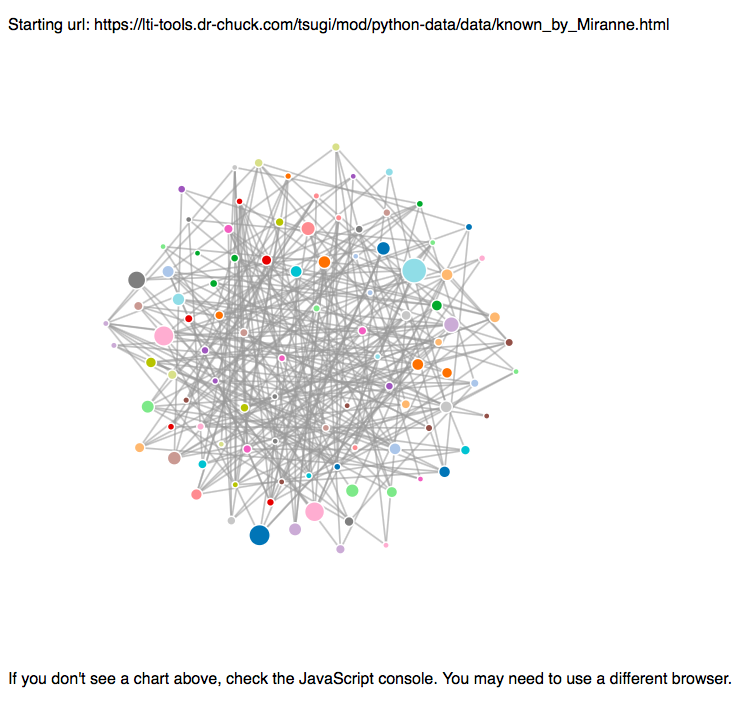 Starting url: https://lti-tools.dr-chuck.com/tsugi/mod/python-data/data/known_by_Miranne.html
If you don't see a chart above, check the JavaScript console. You may need to use a different browser.